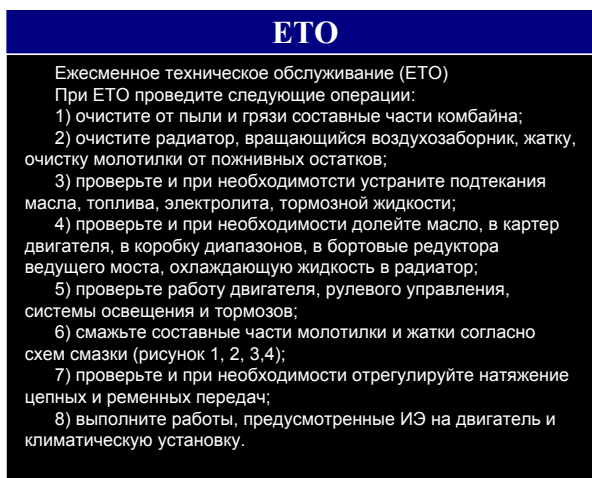 ЕТО
Ежесменное техническое обслуживание (ЕТО)
При ЕТО проведите следующие операции:
1) очистите от пыли и грязи составные части комбайна;
2) очистите радиатор, вращающийся воздухозаборник, жатку,
очистку молотилки от пожнивных остатков;
3) проверьте и при необходимотсти устраните подтекания
масла, топлива, электролита, тормозной жидкости;
4) проверьте и при необходимости долейте масло, в картер
двигателя, в коробку диапазонов, в бортовые редуктора
ведущего моста, охлаждающую жидкость в радиатор;
5) проверьте работу двигателя, рулевого управления,
системы освещения и тормозов;
6) смажьте составные части молотилки и жатки согласно
схем смазки (рисунок 1, 2, 3,4);
7) проверьте и при необходимости отрегулируйте натяжение
цепных и ременных передач;
8) выполните работы, предусмотренные ИЭ на двигатель и
климатическую установку.